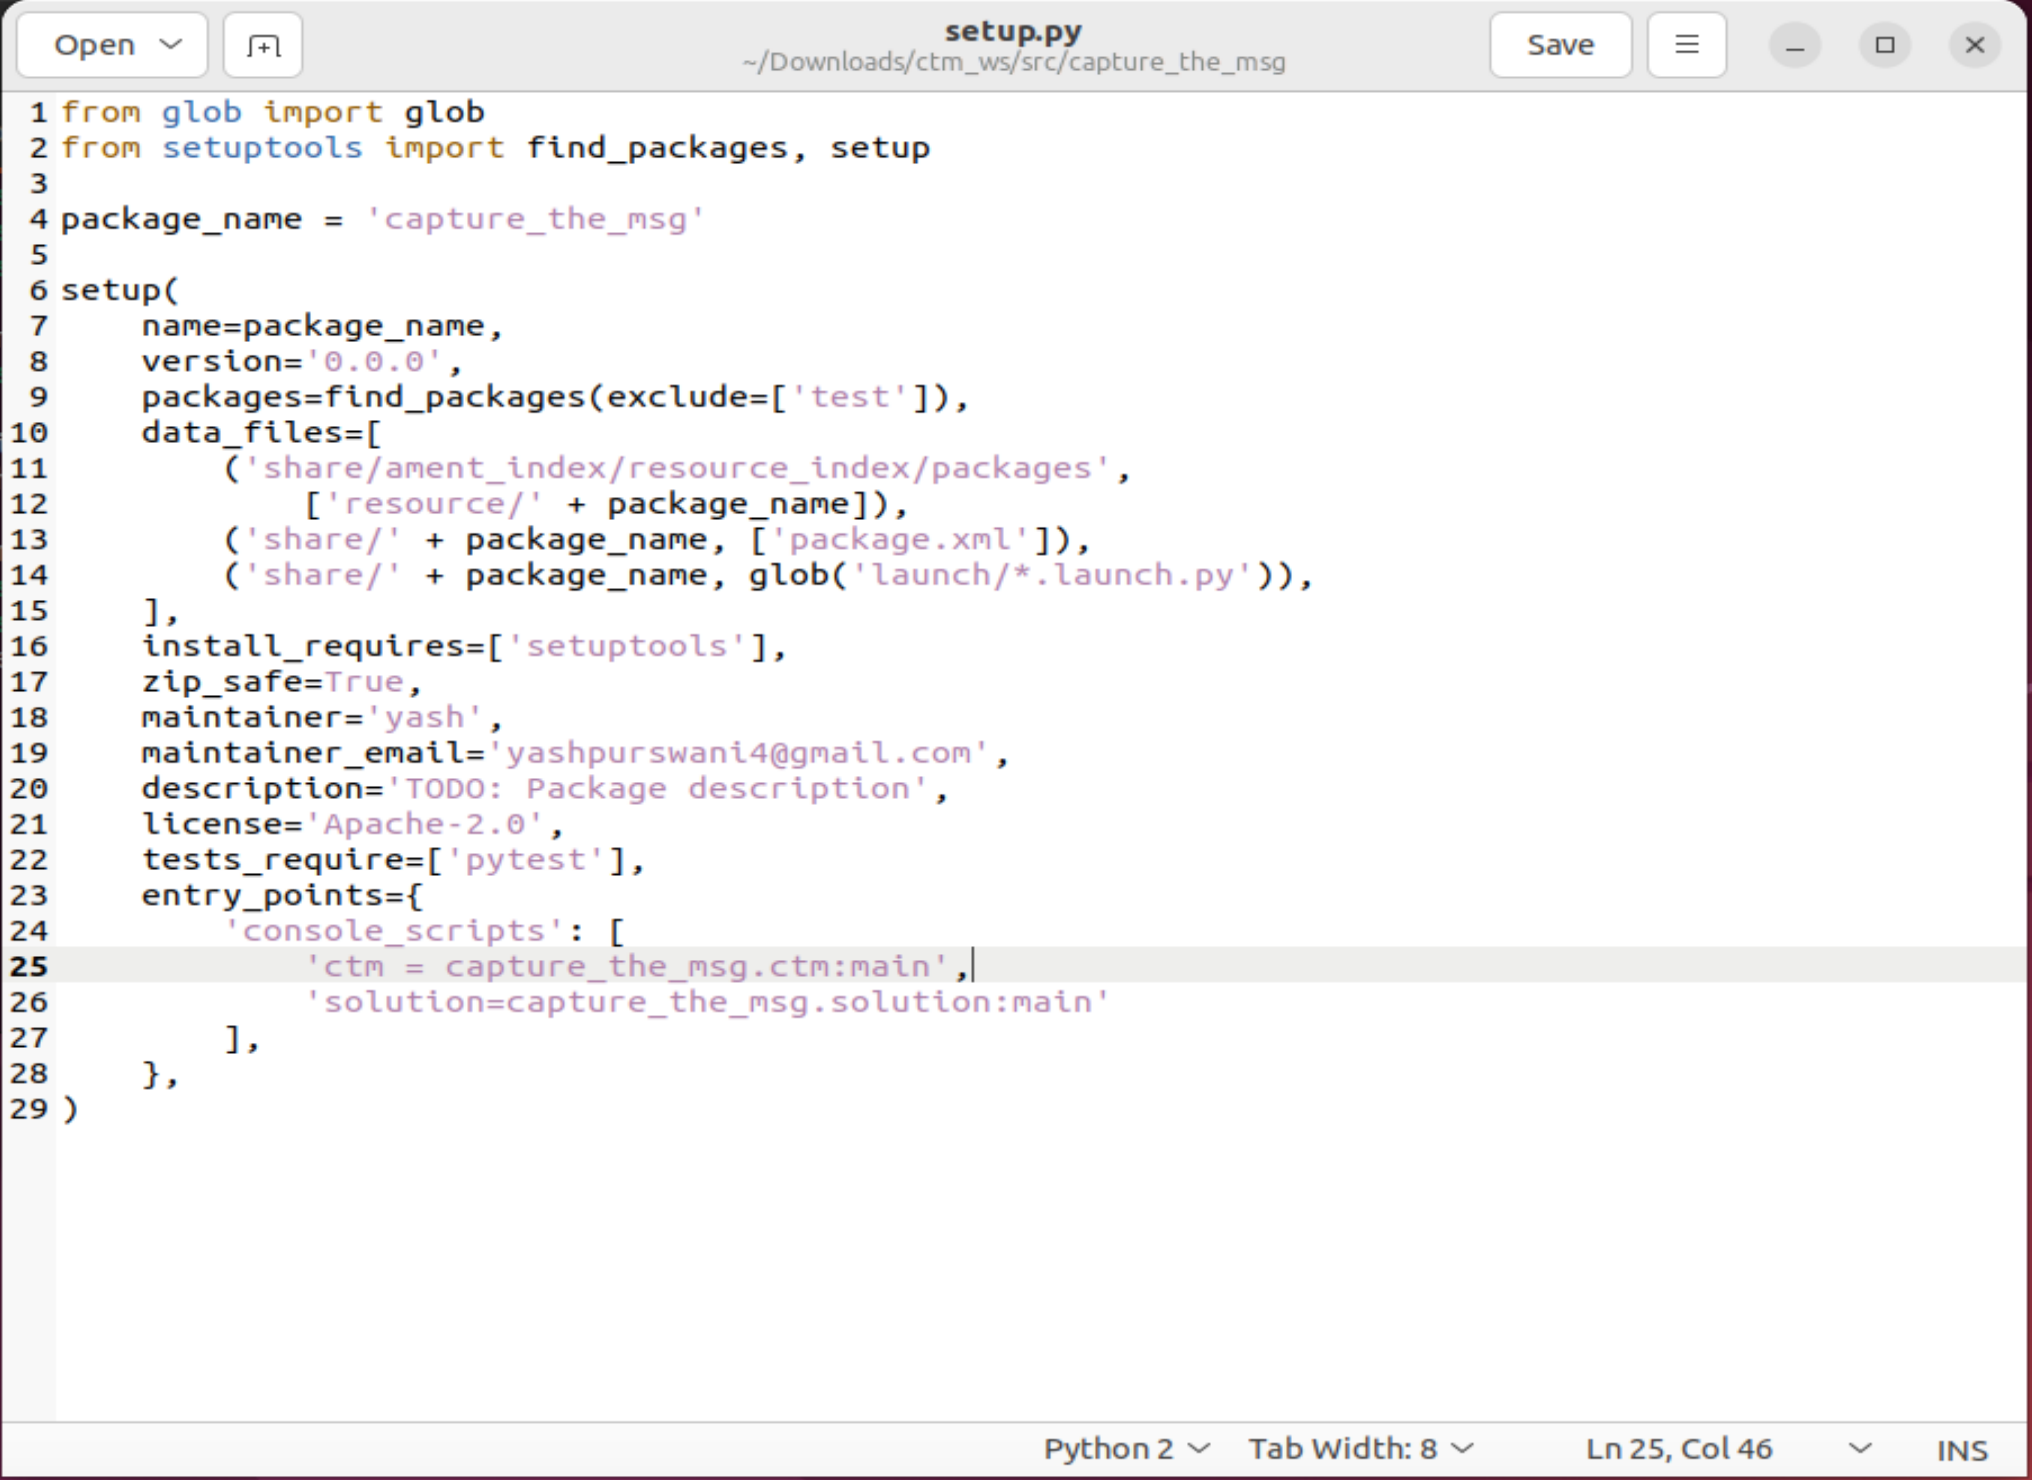 Open
setup.py
~/Downloads/ctm_ws/src/capture_the_msg
Save
1 from glob import glob
2 from setuptools import find_packages, setup
3
4 package_name = 'capture_the_msg'
5
6 setup(
7     name=package_name,
8     version='0.0.0',
9     packages=find_packages(exclude=['test']),
10     data_files=[
11         ('share/ament_index/resource_index/packages',
12             ['resource/' + package_name]),
13         ('share/' + package_name, ['package.xml']),
14         ('share/' + package_name, glob('launch/*.launch.py')),
15     ],
16     install_requires=['setuptools'],
17     zip_safe=True,
18     maintainer='yash',
19     maintainer_email='yashpurswani4@gmail.com',
20     description='TODO: Package description',
21     license='Apache-2.0',
22     tests_require=['pytest'],
23     entry_points={
24         'console_scripts': [
25             'ctm = capture_the_msg.ctm:main',
26             'solution=capture_the_msg.solution:main'
27         ],
28     },
29 )
Python 2 Tab Width: 8 Ln 25, Col 46 INS